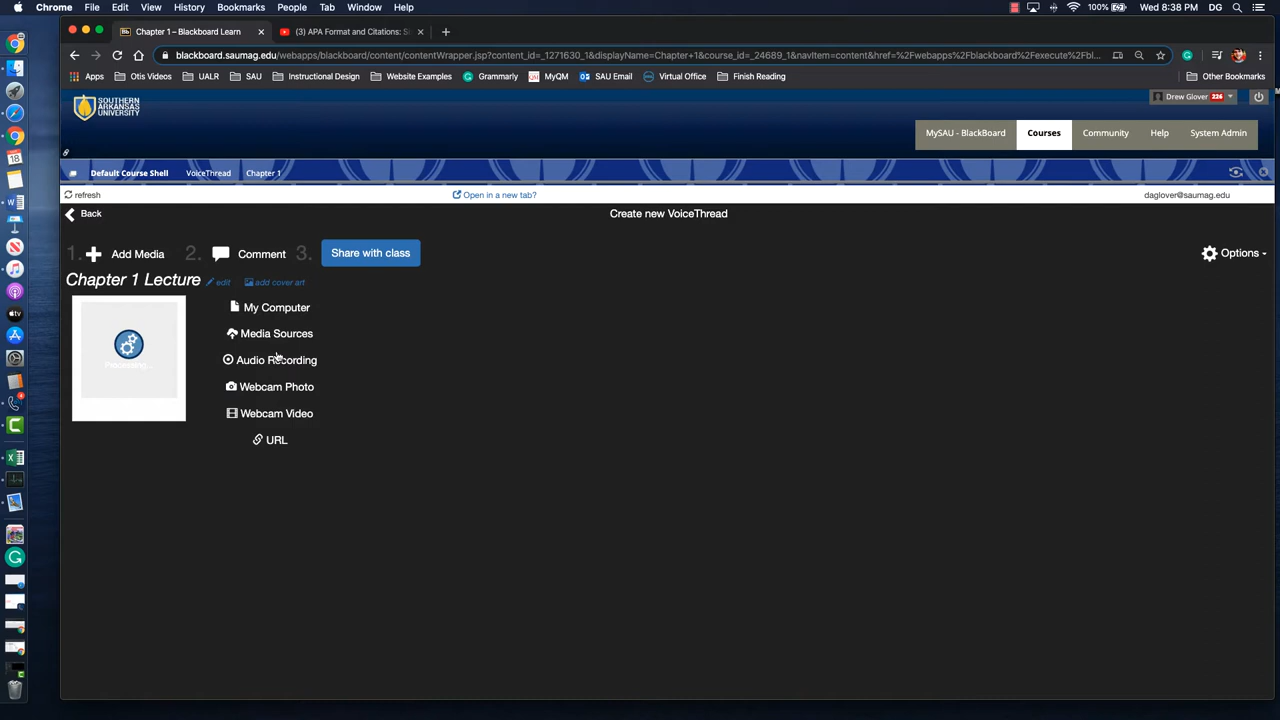 Chrome File Edit View History Bookmarks People Tab Window Help 100% Wed 8:38 PM DG
Chapter 1 – Blackboard Learn (3) APA Format and Citations: S
blackboard.saumag.edu/webapps/blackboard/content/contentWrapper.jsp?content_id=_1271630_1&displayName=Chapter+1&course_id=_24689_1&navItem=content&href=%2Fwebapps%2Fblackboard%2Fexecute%2Fbl...
Apps Otis Videos UALR SAU Instructional Design Website Examples Grammarly MyQM SAU Email Virtual Office Finish Reading Other Bookmarks
Drew Glover 226
SOUTHERN
ARKANSAS
UNIVERSITY
MySAU - BlackBoard Courses Community Help System Admin
Default Course Shell VoiceThread Chapter 1
refresh Open in a new tab? daglover@saumag.edu
Back Create new VoiceThread
1. Add Media 2. Comment 3. Share with class Options
Chapter 1 Lecture edit add cover art
My Computer
Media Sources
Audio Recording
Processing...
Webcam Photo
Webcam Video
URL